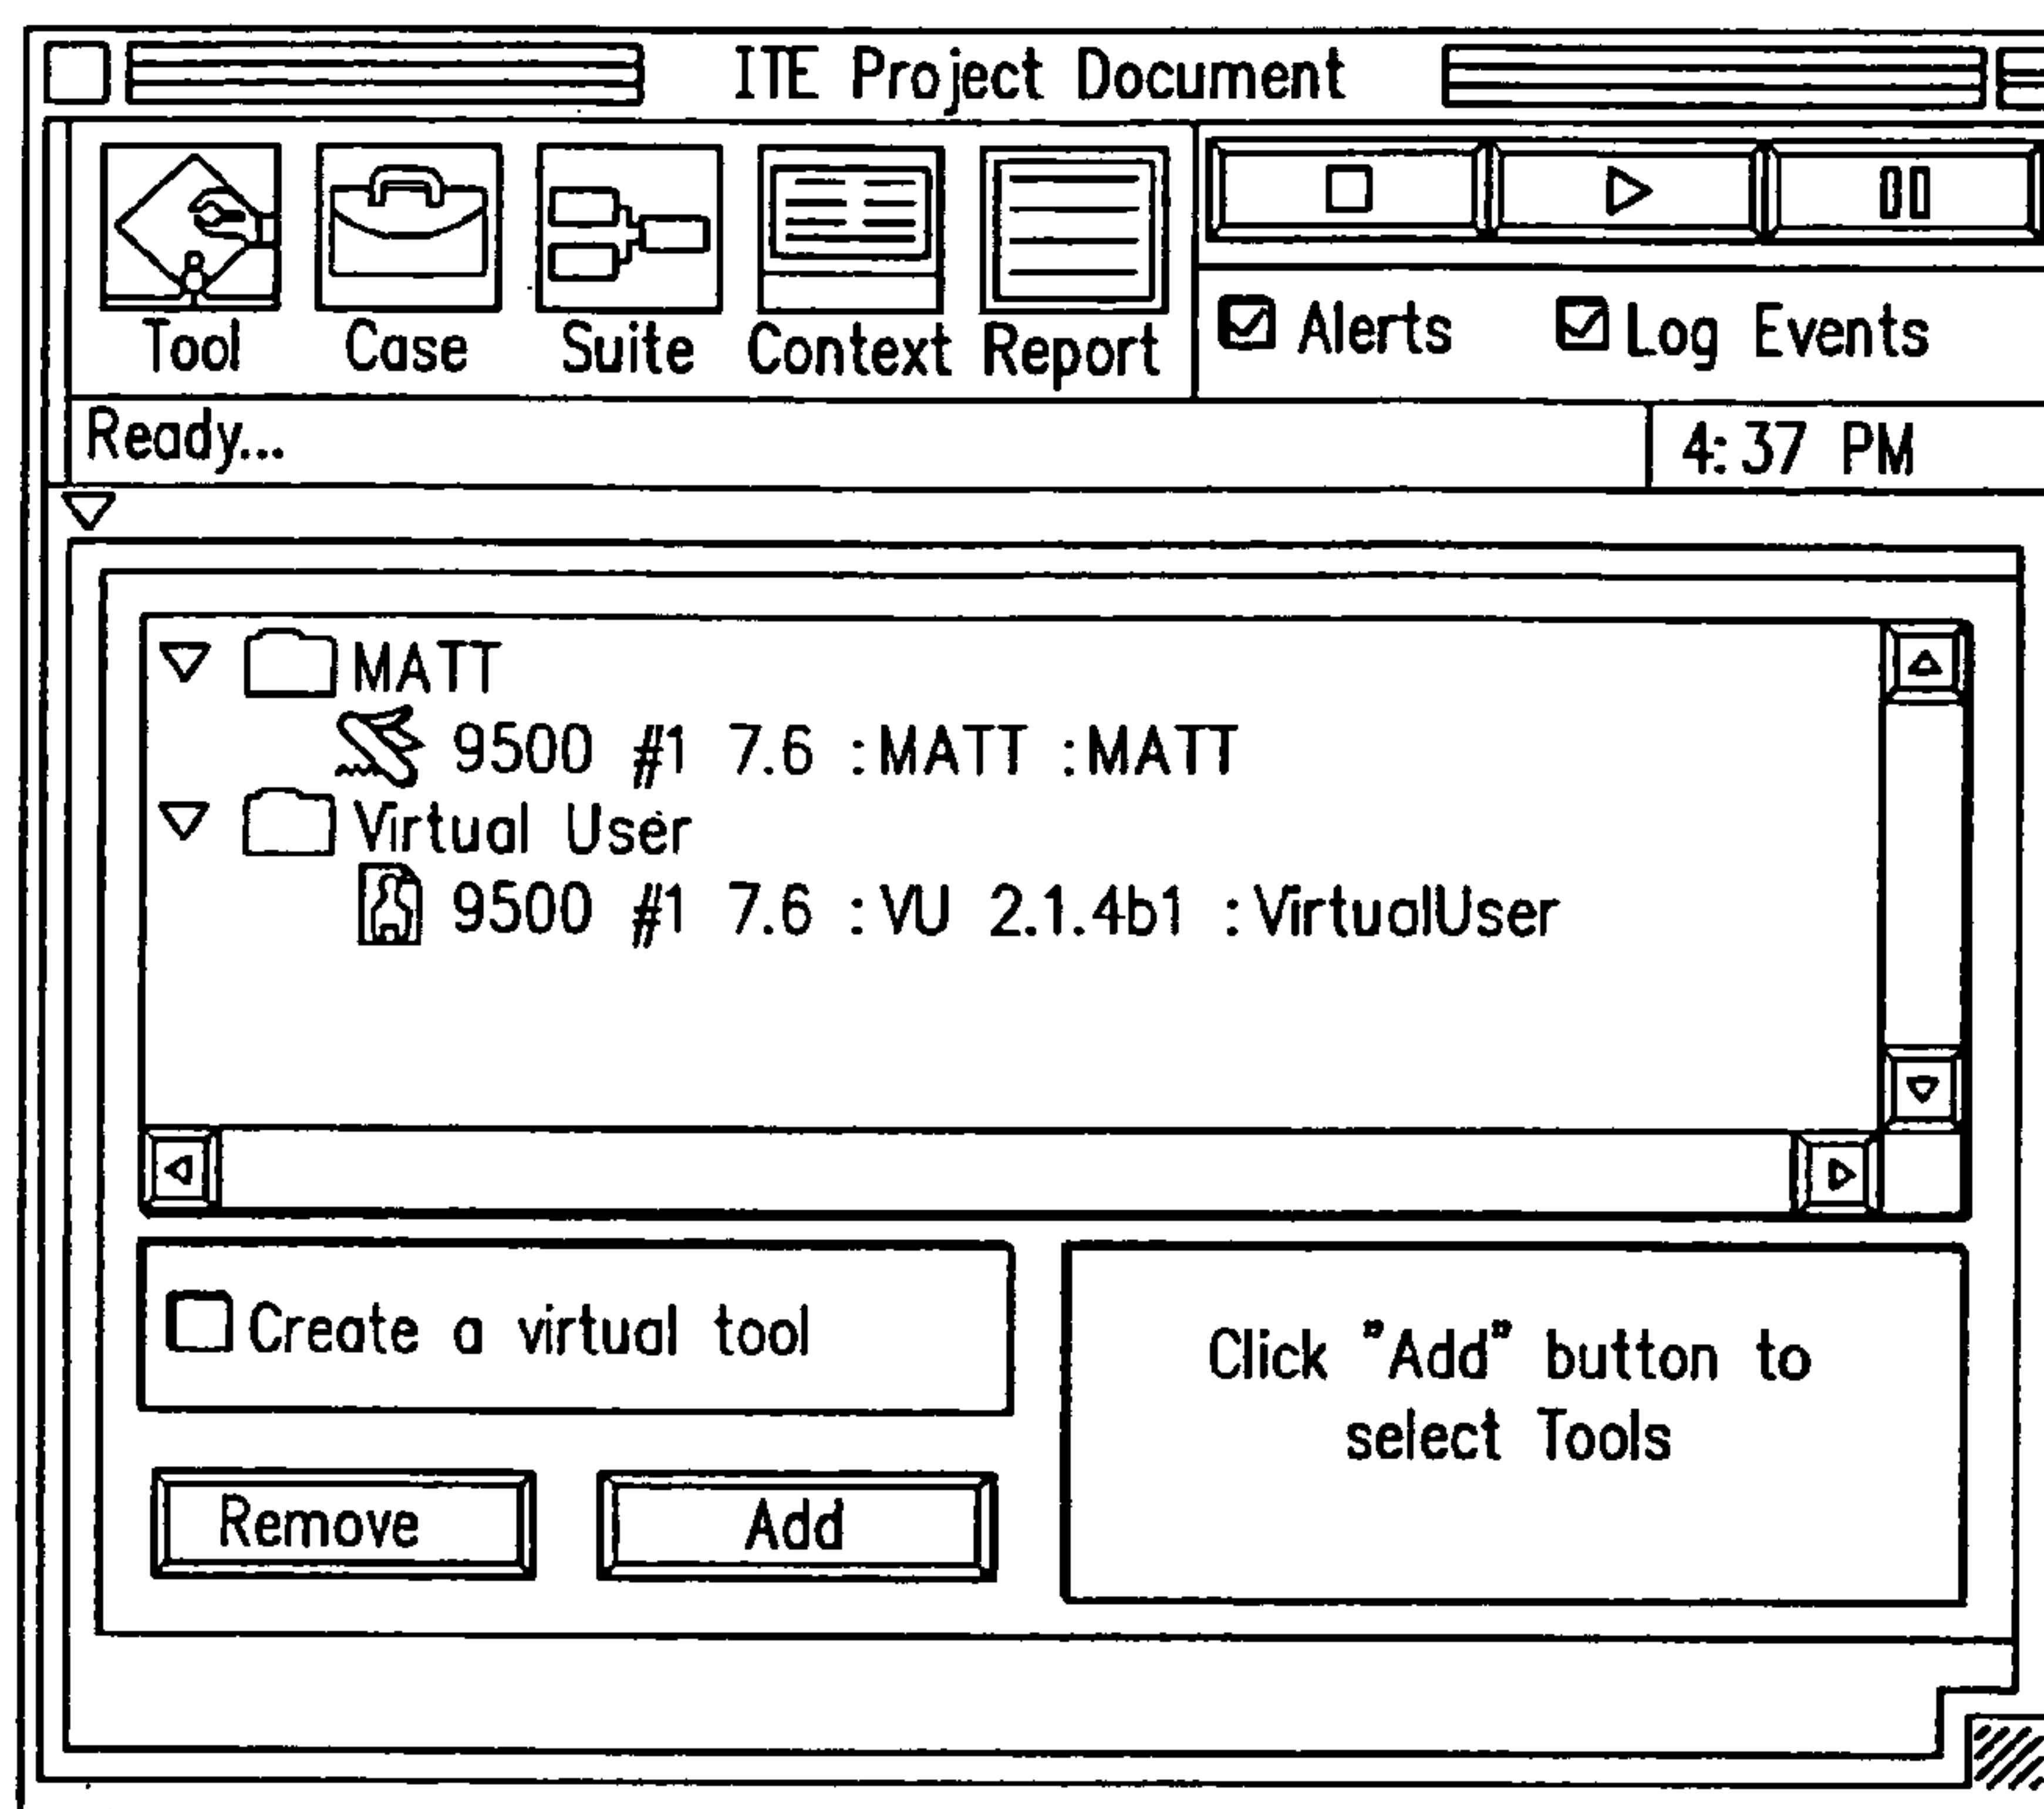 ITE Project Document
Tool Case Suite Context Report
Alerts Log Events
Ready... 4:37 PM
MATT
9500 #1 7.6 :MATT :MATT
Virtual User
9500 #1 7.6 :VU 2.1.4b1 :VirtualUser
Create a virtual tool
Click "Add" button to
select Tools
Remove Add